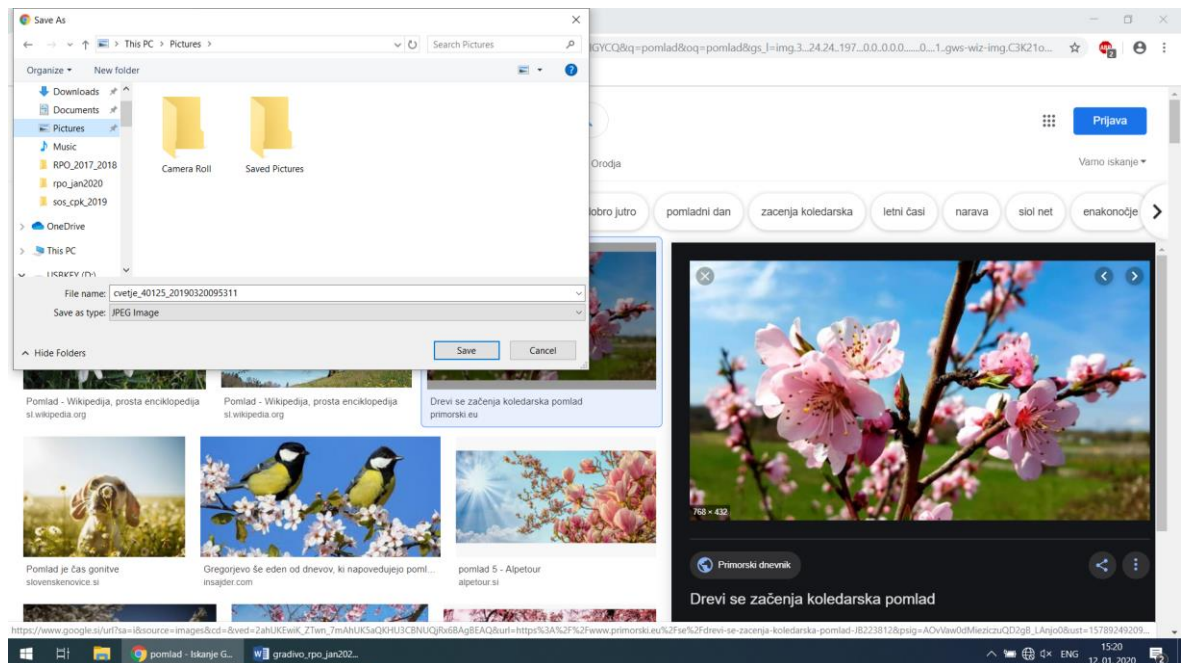 Save As
This PC > Pictures >
Search Pictures
Organize
New folder
Downloads
Documents
Pictures
Music
RPO_2017_2018
rpo_jan2020
sos_cpk_2019
OneDrive
This PC
USBKEY (D:)
Camera Roll
Saved Pictures
File name: cvetje_40125_20190320095311
Save as type: JPEG Image
Hide Folders
Save
Cancel
GYCQ&q=pomlad&oq=pomlad&gs_l=img.3..24.24..197...0.0..0.0.0.......0...1..gws-wiz-img.C3K21o...
2
Prijava
Orodja
Varno iskanje
dobro jutro
pomladni dan
zacenja koledarska
letni časi
narava
siol net
enakonočje
Pomlad - Wikipedija, prosta enciklopedija
sl.wikipedia.org
Pomlad - Wikipedija, prosta enciklopedija
sl.wikipedia.org
Drevi se začenja koledarska pomlad
primorski.eu
Pomlad je čas gonitve
slovenskenovice.si
Gregorjevo še eden od dnevov, ki napovedujejo poml...
insajder.com
pomlad 5 - Alpetour
alpetour.si
768 × 432
Primorski dnevnik
Drevi se začenja koledarska pomlad
pomlad - Iskanje G...
gradivo_rpo_jan202...
ENG
15:20
12. 01. 2020